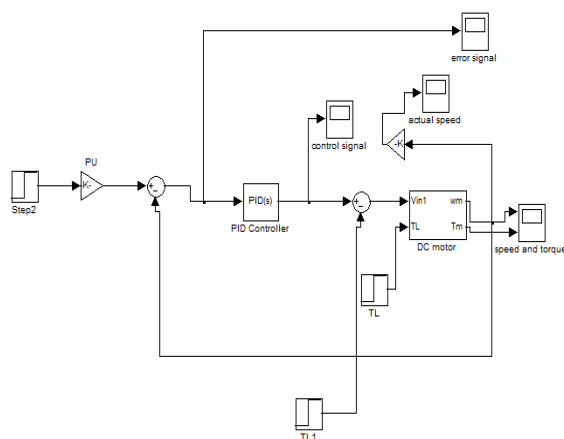 error signal
actual speed
control signal
-K-
PU
K-
+
-
PID(s)
+
-
Vin1
wm
TL
Tm
Step2
PID Controller
DC motor
speed and torque
TL
TL1